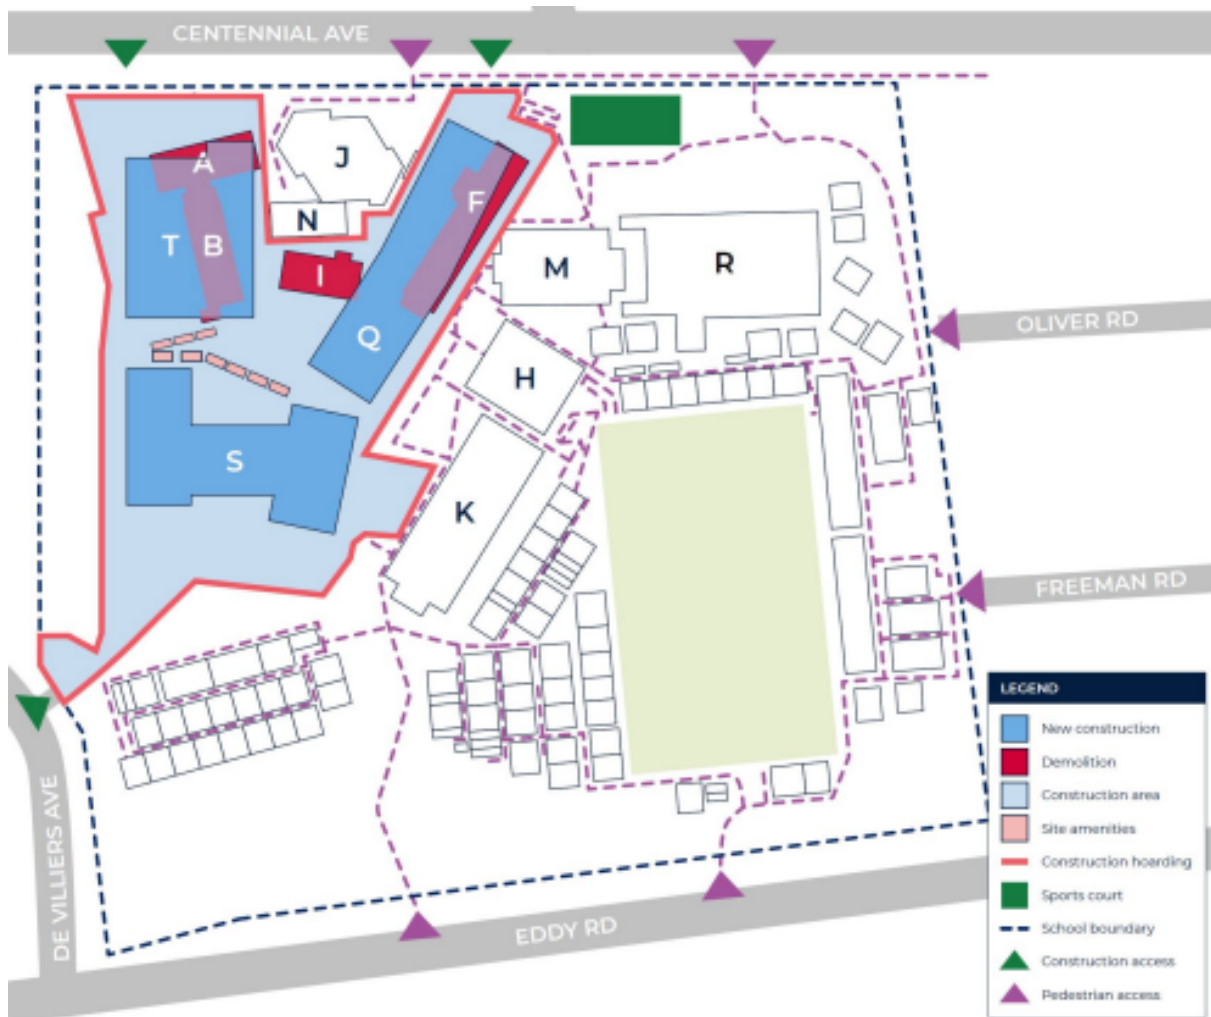 CENTENNIAL AVE
A
J
F
N
T
B
I
M
R
Q
OLIVER RD
H
S
K
FREEMAN RD
DE VILLIERS AVE
EDDY RD
LEGEND
New construction
Demolition
Construction area
Site amenities
Construction hoarding
Sports court
School boundary
Construction access
Pedestrian access